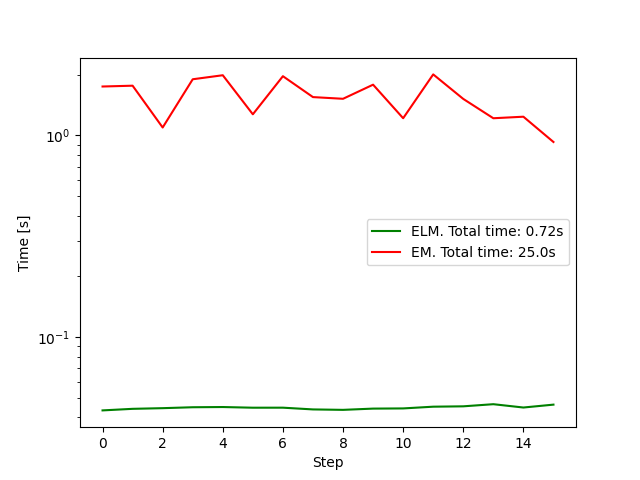 10⁰
10⁻¹
Time [s]
ELM. Total time: 0.72s
EM. Total time: 25.0s
0 2 4 6 8 10 12 14
Step